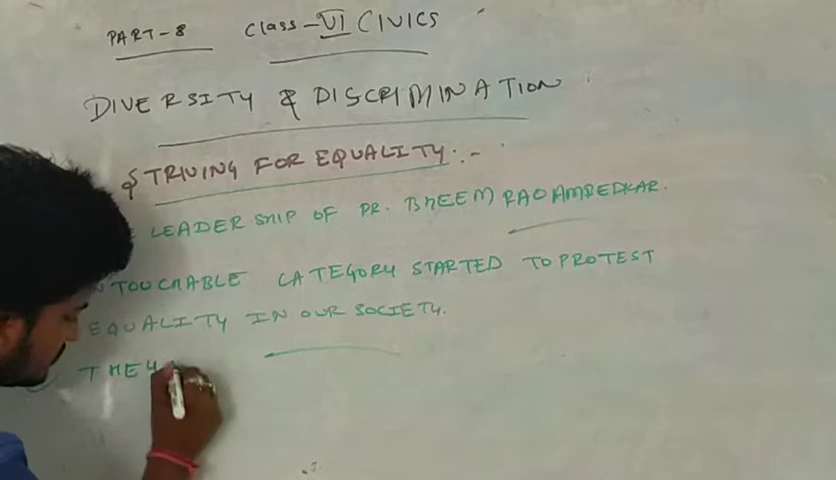 PART-8 Class-VI CIVICS
DIVERSITY & DISCRIMINATION
STRIVING FOR EQUALITY:-
LEADERSHIP OF DR. BHEEM RAO AMBEDKAR.
TOUCHABLE CATEGORY STARTED TO PROTEST
EQUALITY IN OUR SOCIETY.
THEY